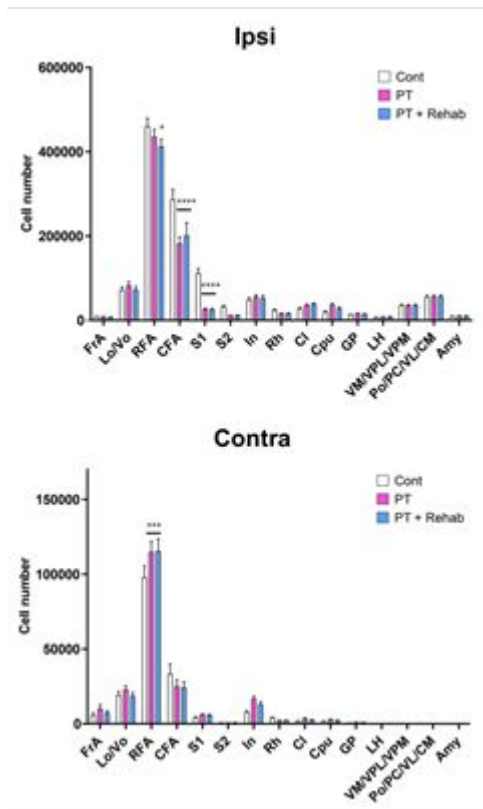 Ipsi
600000
400000
200000
0
Cell number
Cont
PT
PT + Rehab
*
****
****
FrA
Lo/Vo
RFA
CFA
S1
S2
In
Rh
Cl
Cpu
GP
LH
VM/VPL/VPM
Po/PC/VL/CM
Amy
Contra
150000
100000
50000
0
Cell number
Cont
PT
PT + Rehab
***
FrA
Lo/Vo
RFA
CFA
S1
S2
In
Rh
Cl
Cpu
GP
LH
VM/VPL/VPM
Po/PC/VL/CM
Amy